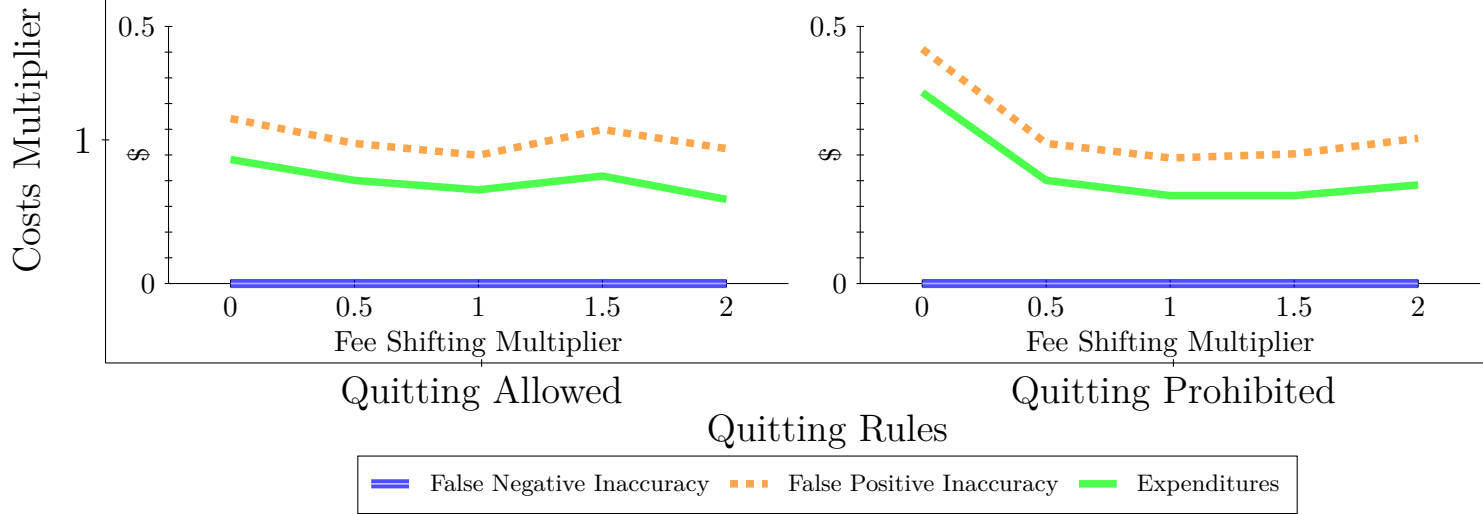 Costs Multiplier
1
0.5
$
0
0 0.5 1 1.5 2
Fee Shifting Multiplier
0.5
$
0
0 0.5 1 1.5 2
Fee Shifting Multiplier
Quitting Allowed
Quitting Prohibited
Quitting Rules
False Negative Inaccuracy False Positive Inaccuracy Expenditures